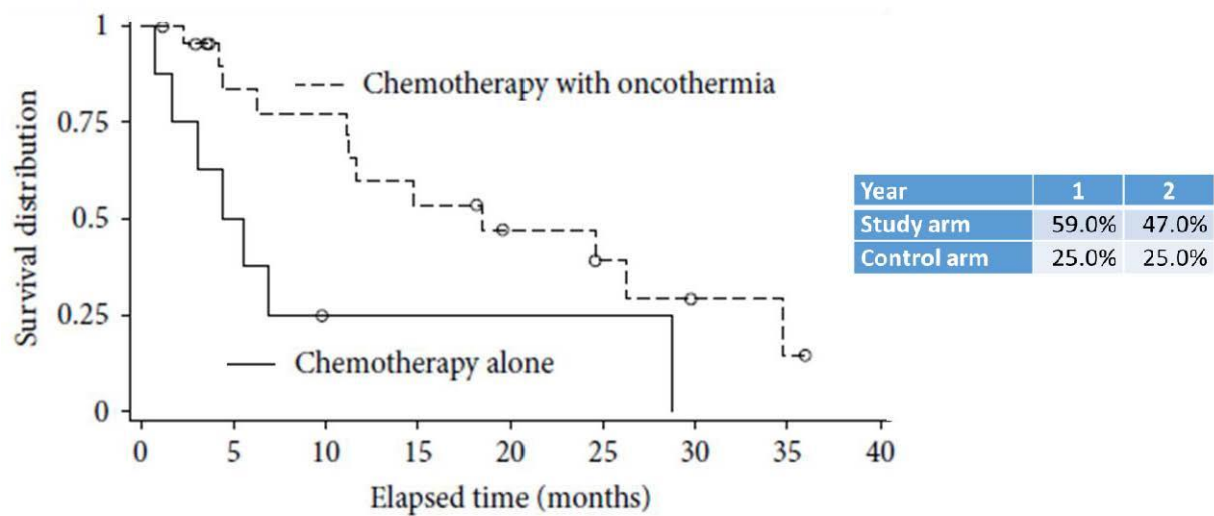 1
0.75
0.5
0.25
0
Survival distribution
Chemotherapy with oncothermia
Chemotherapy alone
0 5 10 15 20 25 30 35 40
Elapsed time (months)
Year 1 2
Study arm 59.0% 47.0%
Control arm 25.0% 25.0%